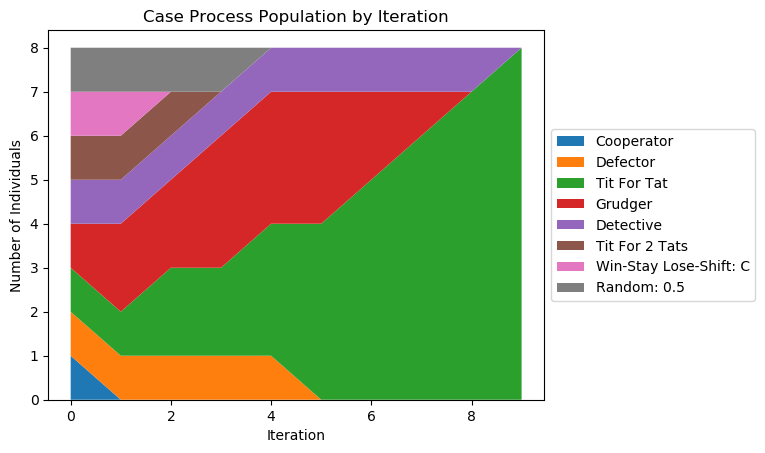 Case Process Population by Iteration
Number of Individuals
8
7
6
5
4
3
2
1
0
0 2 4 6 8
Iteration
Cooperator
Defector
Tit For Tat
Grudger
Detective
Tit For 2 Tats
Win-Stay Lose-Shift: C
Random: 0.5